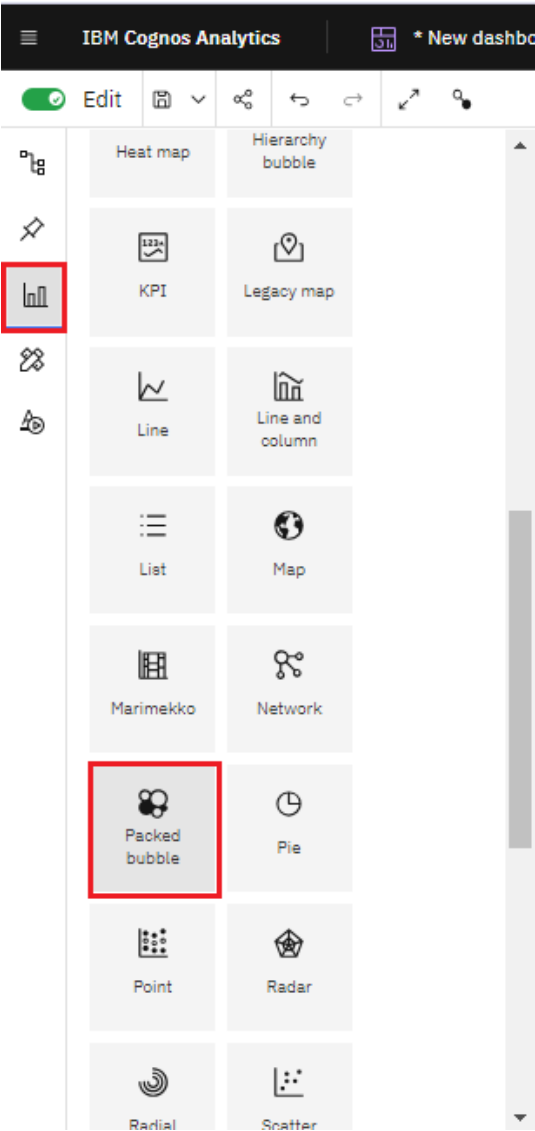 IBM Cognos Analytics
* New dashbo
Edit
Heat map
Hierarchy
bubble
KPI
Legacy map
Line
Line and
column
List
Map
Marimekko
Network
Packed
bubble
Pie
Point
Radar
Radial
Scatter